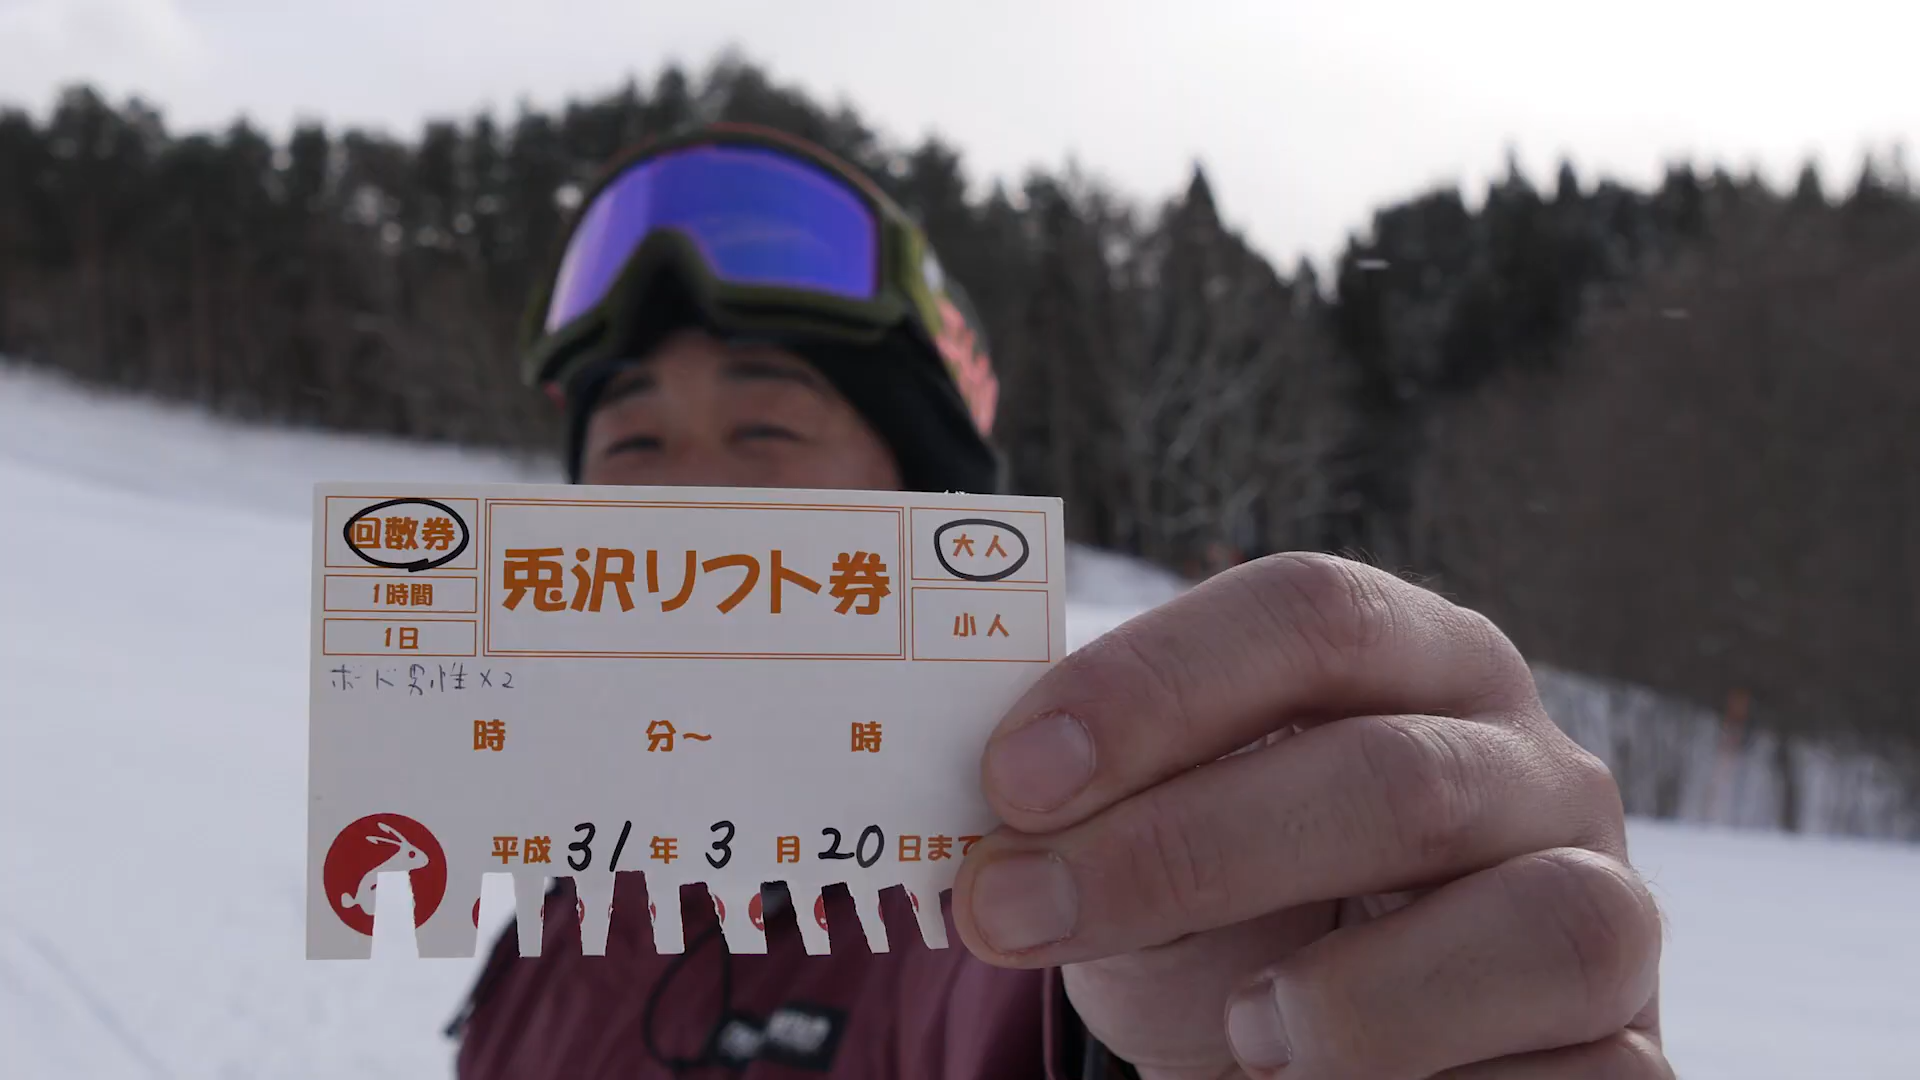 回数券
1時間
1日
兎沢リフト券
大人
小人
ボード男性×2
時 分～ 時
平成31年3月20日まで